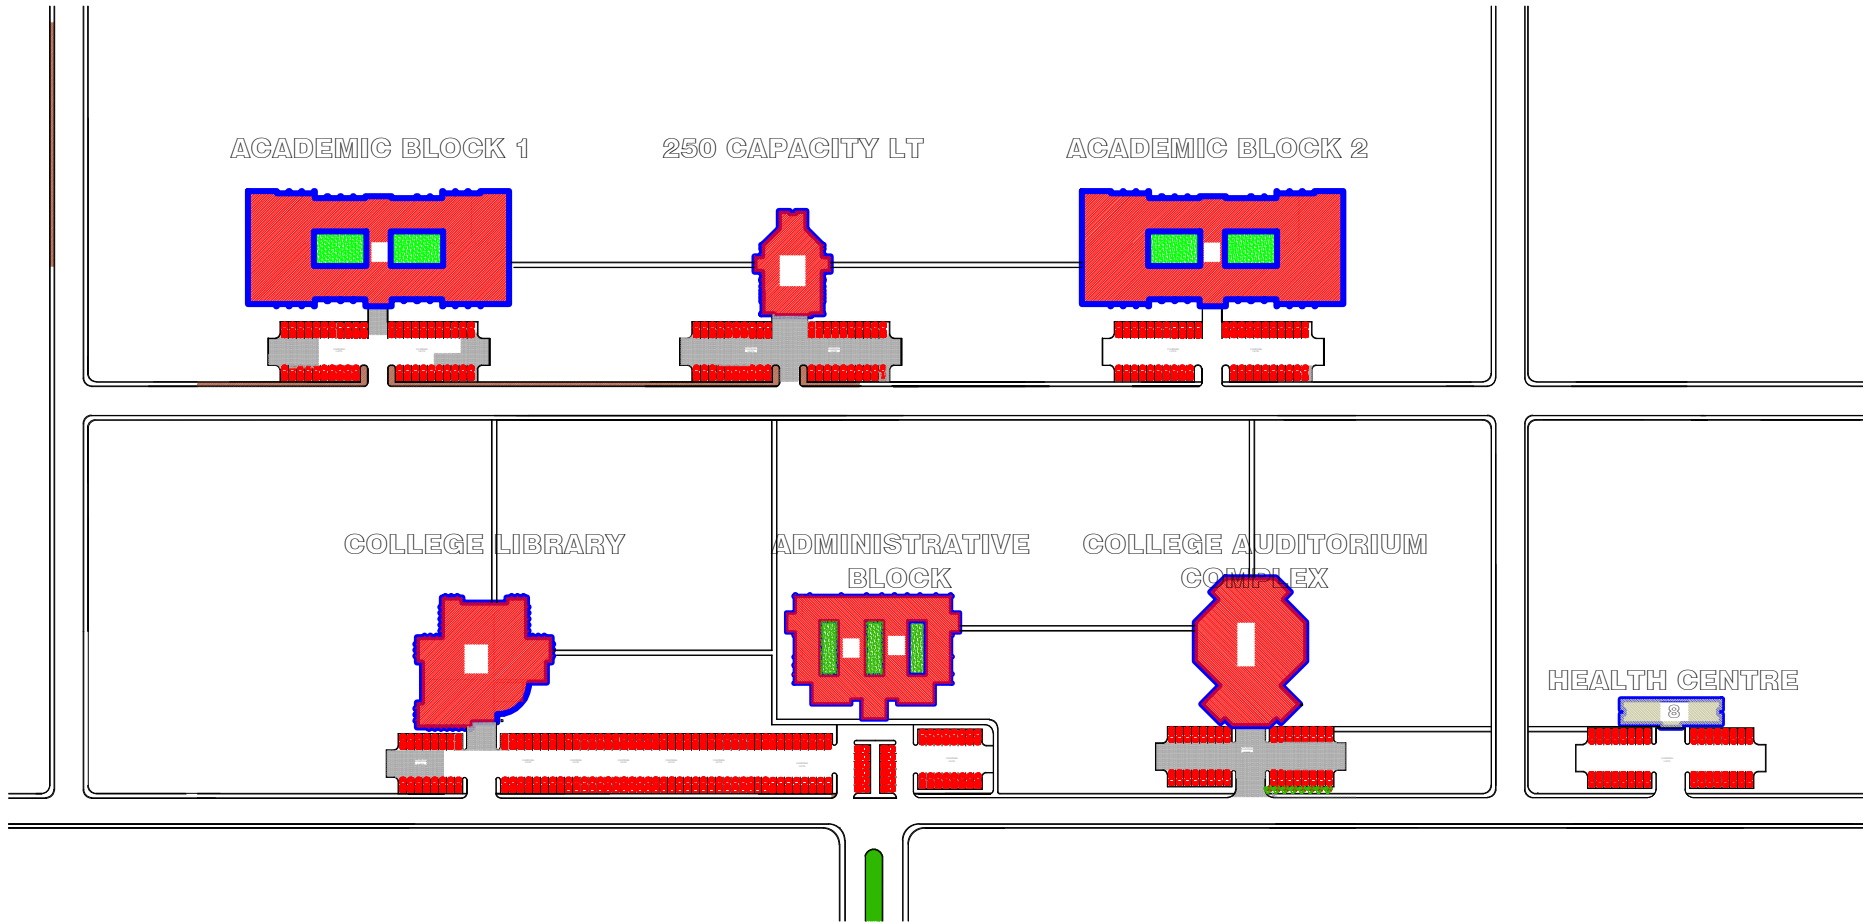 ACADEMIC BLOCK 1
250 CAPACITY LT
ACADEMIC BLOCK 2
COLLEGE LIBRARY
ADMINISTRATIVE
BLOCK
COLLEGE AUDITORIUM
COMPLEX
HEALTH CENTRE
8